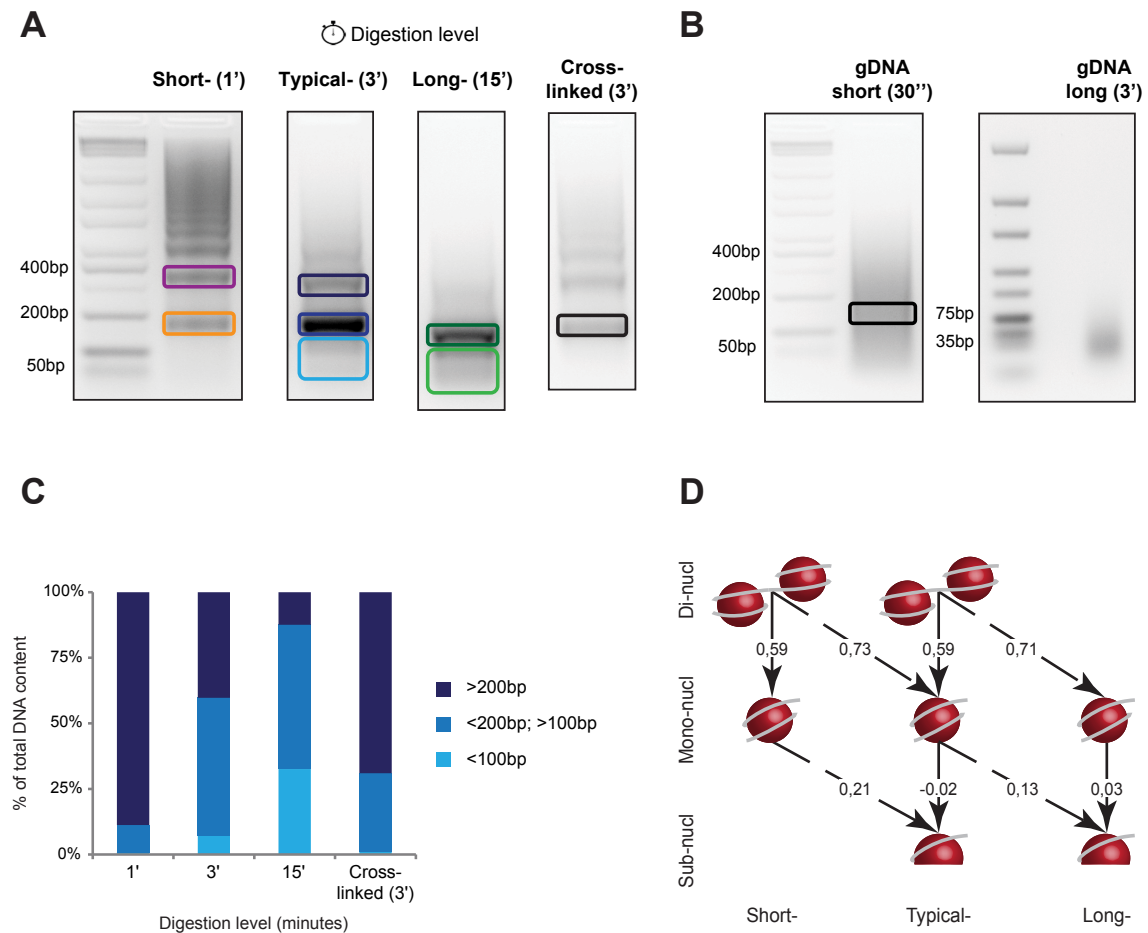 A
Digestion level
Short- (1')
Typical- (3')
Long- (15')
Cross-
linked (3')
400bp
200bp
50bp
B
gDNA
short (30'')
gDNA
long (3')
400bp
200bp
50bp
75bp
35bp
C
% of total DNA content
100%
75%
50%
25%
0%
1'
3'
15'
Cross-
linked (3')
Digestion level (minutes)
>200bp
<200bp; >100bp
<100bp
D
Di-nucl
0,59
0,73
0,59
0,71
Mono-nucl
0,21
-0.02
0,13
0,03
Sub-nucl
Short-
Typical-
Long-